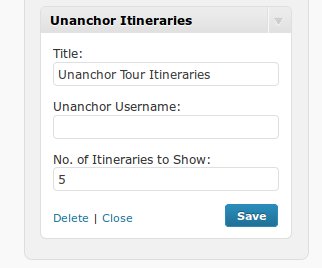 Unanchor Itineraries
Title:
Unanchor Tour Itineraries
Unanchor Username:
No. of Itineraries to Show:
5
Delete | Close
Save